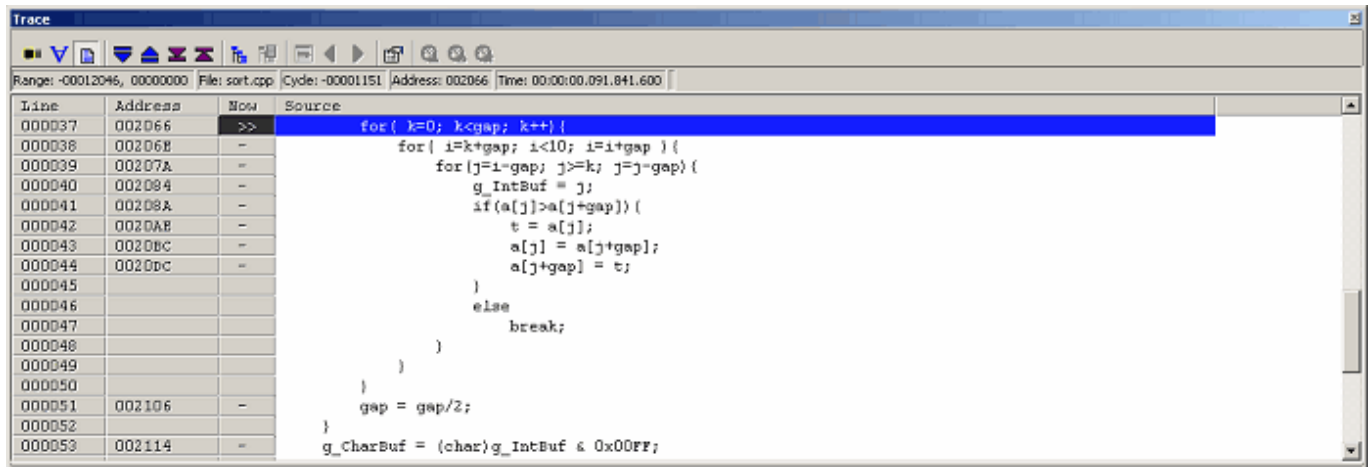 Trace
Range: -00012046, 00000000 File: sort.cpp Cycle: -00001151 Address: 002066 Time: 00:00:00.091.841.600
Line Address Now Source
000037 002066 >> for( k=0; k<gap; k++){
000038 00206E - for( i=k+gap; i<10; i=i+gap ){
000039 00207A - for(j=i-gap; j>=k; j=j-gap){
000040 002084 - g_IntBuf = j;
000041 00208A - if(a[j]>a[j+gap]){
000042 0020AE - t = a[j];
000043 0020BC - a[j] = a[j+gap];
000044 0020DC - a[j+gap] = t;
000045 }
000046 else
000047 break;
000048 }
000049 }
000050 }
000051 002106 - gap = gap/2;
000052 }
000053 002114 - g_CharBuf = (char)g_IntBuf & 0x00FF;